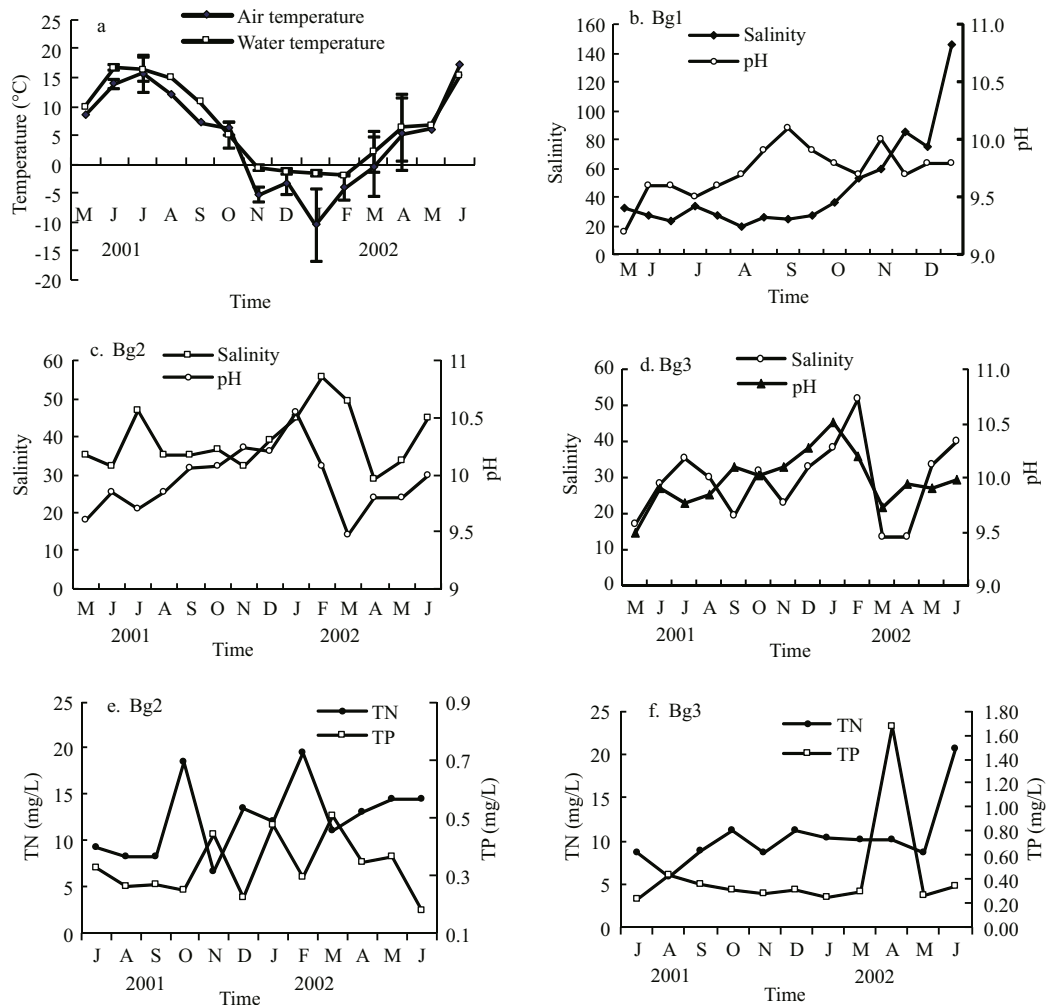 a
Air temperature
Water temperature
Temperature (°C)
25
20
15
10
5
0
-5
-10
-15
-20
M J J A S O N D J F M A M J
2001 2002
Time
b. Bg1
Salinity
pH
Salinity
160
140
120
100
80
60
40
20
0
pH
11.0
10.5
10.0
9.5
9.0
M J J A S O N D
Time
c. Bg2
Salinity
pH
Salinity
60
50
40
30
20
10
0
pH
11
10.5
10
9.5
9
M J J A S O N D J F M A M J
2001 2002
Time
d. Bg3
Salinity
pH
Salinity
60
50
40
30
20
10
0
pH
11.0
10.5
10.0
9.5
9.0
M J J A S O N D J F M A M J
2001 2002
Time
e. Bg2
TN
TP
TN (mg/L)
25
20
15
10
5
0
TP (mg/L)
0.9
0.7
0.5
0.3
0.1
J A S O N D J F M A M J
2001 2002
Time
f. Bg3
TN
TP
TN (mg/L)
25
20
15
10
5
0
TP (mg/L)
1.80
1.60
1.40
1.20
1.00
0.80
0.60
0.40
0.20
0.00
J A S O N D J M A M J
2001 2002
Time